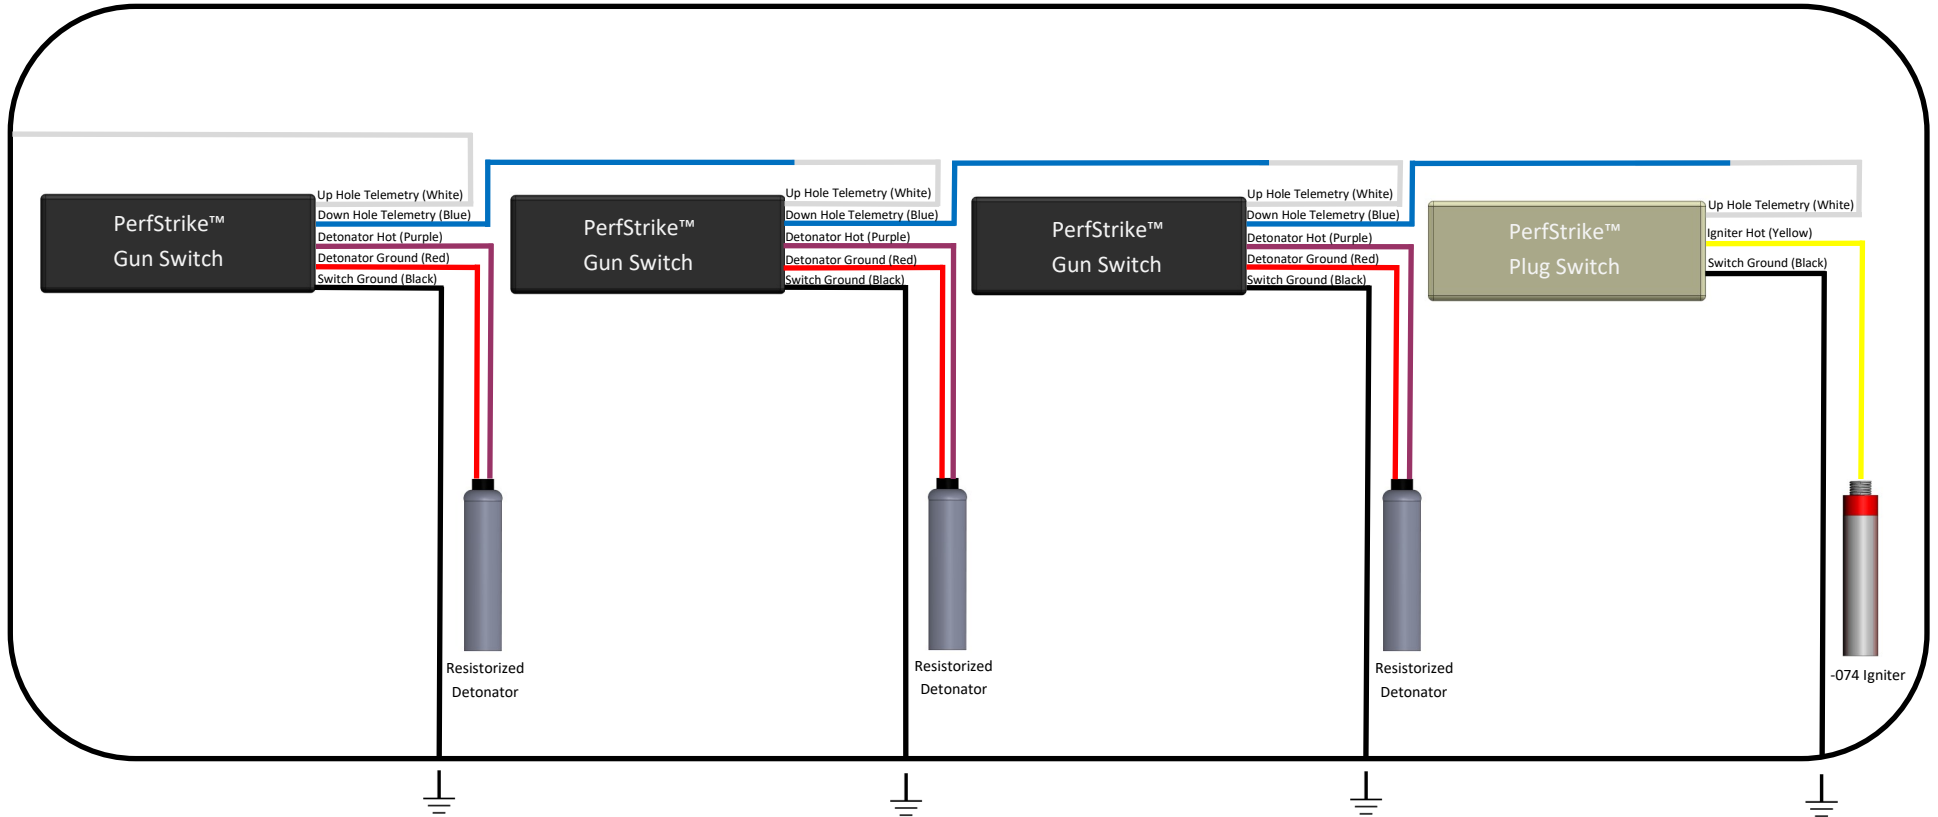 PerfStrike™
Gun Switch
Up Hole Telemetry (White)
Down Hole Telemetry (Blue)
Detonator Hot (Purple)
Detonator Ground (Red)
Switch Ground (Black)
Resistorized
Detonator
PerfStrike™
Gun Switch
Up Hole Telemetry (White)
Down Hole Telemetry (Blue)
Detonator Hot (Purple)
Detonator Ground (Red)
Switch Ground (Black)
Resistorized
Detonator
PerfStrike™
Gun Switch
Up Hole Telemetry (White)
Down Hole Telemetry (Blue)
Detonator Hot (Purple)
Detonator Ground (Red)
Switch Ground (Black)
Resistorized
Detonator
PerfStrike™
Plug Switch
Up Hole Telemetry (White)
Igniter Hot (Yellow)
Switch Ground (Black)
-074 Igniter